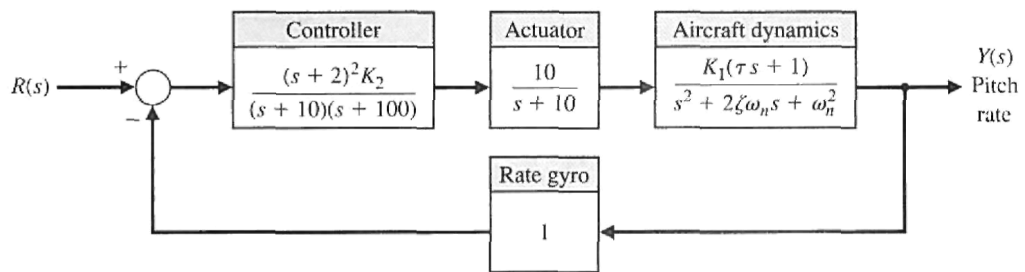 Controller
(s + 2)²K₂
(s + 10)(s + 100)
Actuator
10
s + 10
Aircraft dynamics
K₁(τs + 1)
s² + 2ζωₙs + ωₙ²
R(s)
+
−
Y(s)
Pitch
rate
Rate gyro
1